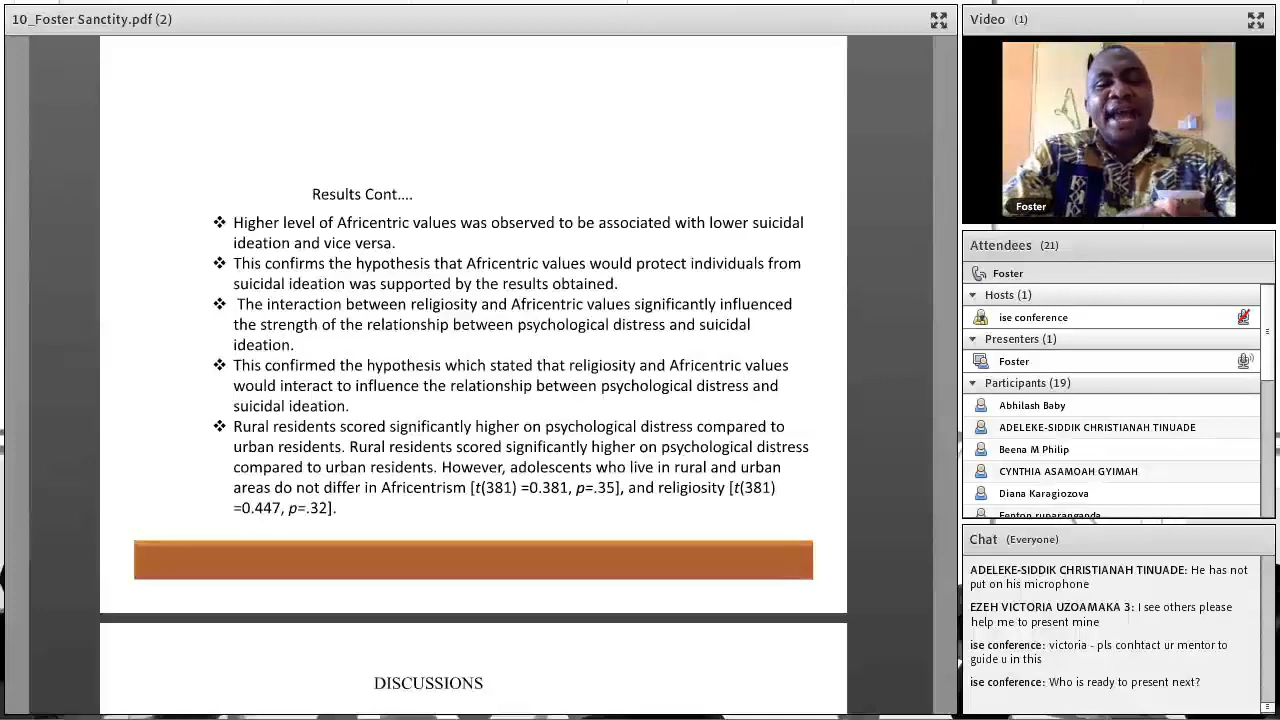 10_Foster Sanctity.pdf (2)
Results Cont....
❖ Higher level of Africentric values was observed to be associated with lower suicidal
ideation and vice versa.
❖ This confirms the hypothesis that Africentric values would protect individuals from
suicidal ideation was supported by the results obtained.
❖ The interaction between religiosity and Africentric values significantly influenced
the strength of the relationship between psychological distress and suicidal
ideation.
❖ This confirmed the hypothesis which stated that religiosity and Africentric values
would interact to influence the relationship between psychological distress and
suicidal ideation.
❖ Rural residents scored significantly higher on psychological distress compared to
urban residents. Rural residents scored significantly higher on psychological distress
compared to urban residents. However, adolescents who live in rural and urban
areas do not differ in Africentrism [t(381) =0.381, p=.35], and religiosity [t(381)
=0.447, p=.32].
DISCUSSIONS
Video (1)
Foster
Attendees (21)
Foster
Hosts (1)
ise conference
Presenters (1)
Foster
Participants (19)
Abhilash Baby
ADELEKE-SIDDIK CHRISTIANAH TINUADE
Beena M Philip
CYNTHIA ASAMOAH GYIMAH
Diana Karagiozova
Chat (Everyone)
ADELEKE-SIDDIK CHRISTIANAH TINUADE: He has not
put on his microphone
EZEH VICTORIA UZOAMAKA 3: I see others please
help me to present mine
ise conference: victoria - pls conhtact ur mentor to
guide u in this
ise conference: Who is ready to present next?